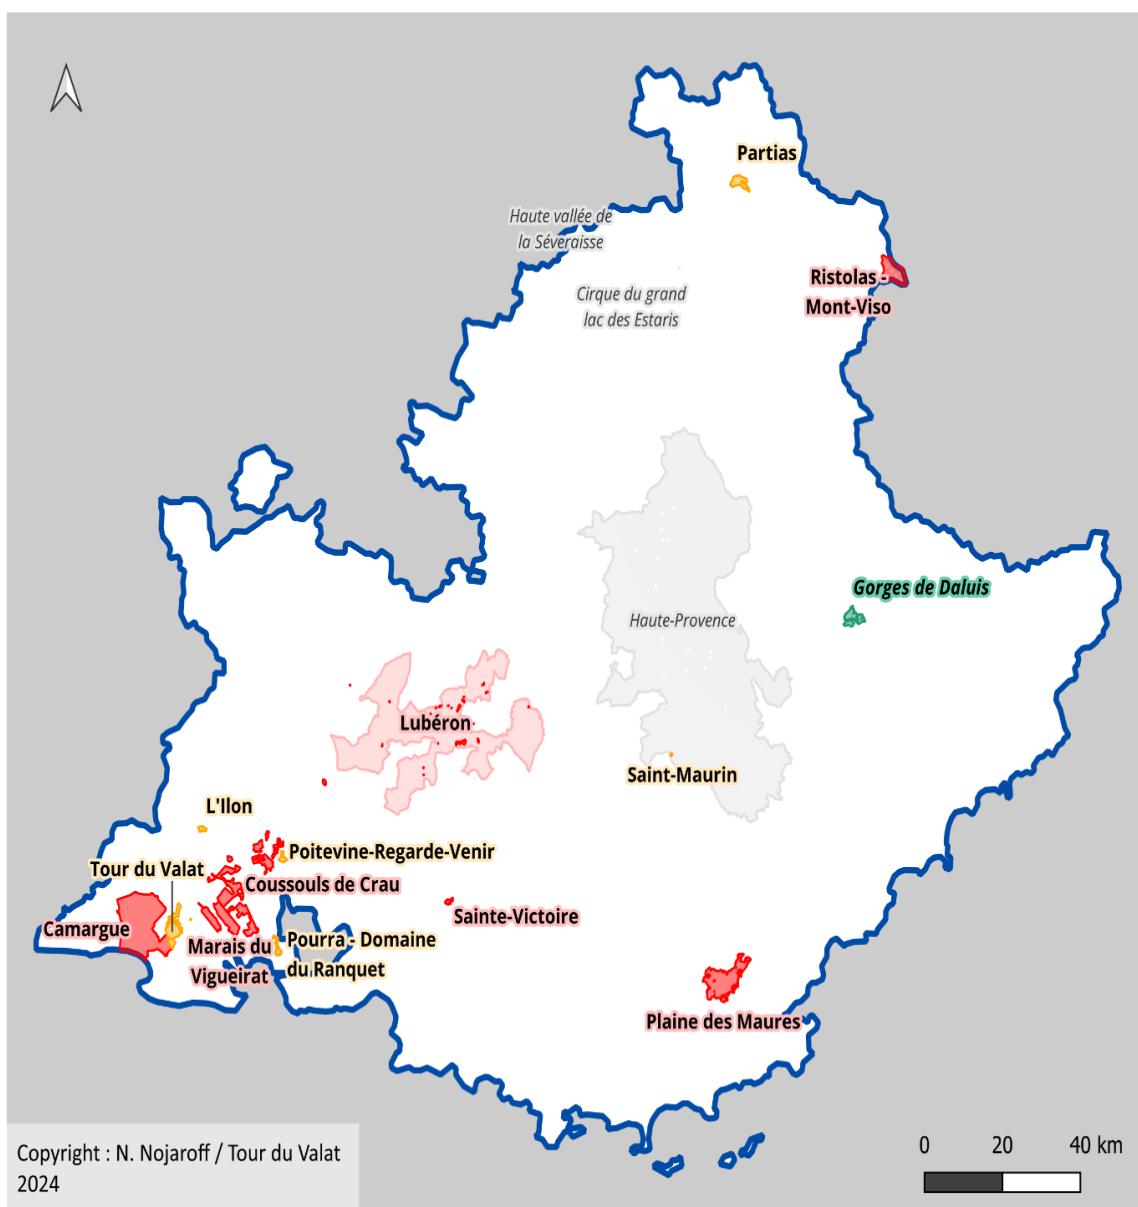 Partias
Haute vallée de
la Séveraisse
Ristolas -
Mont-Viso
Cirque du grand
lac des Estaris
Gorges de Daluis
Haute-Provence
Lubéron
Saint-Maurin
L'Ilon
Poitevine-Regarde-Venir
Tour du Valat
Coussouls de Crau
Camargue
Sainte-Victoire
Marais du
Vigueirat
Pourra - Domaine
du Ranquet
Plaine des Maures
Copyright : N. Nojaroff / Tour du Valat
2024
0 20 40 km